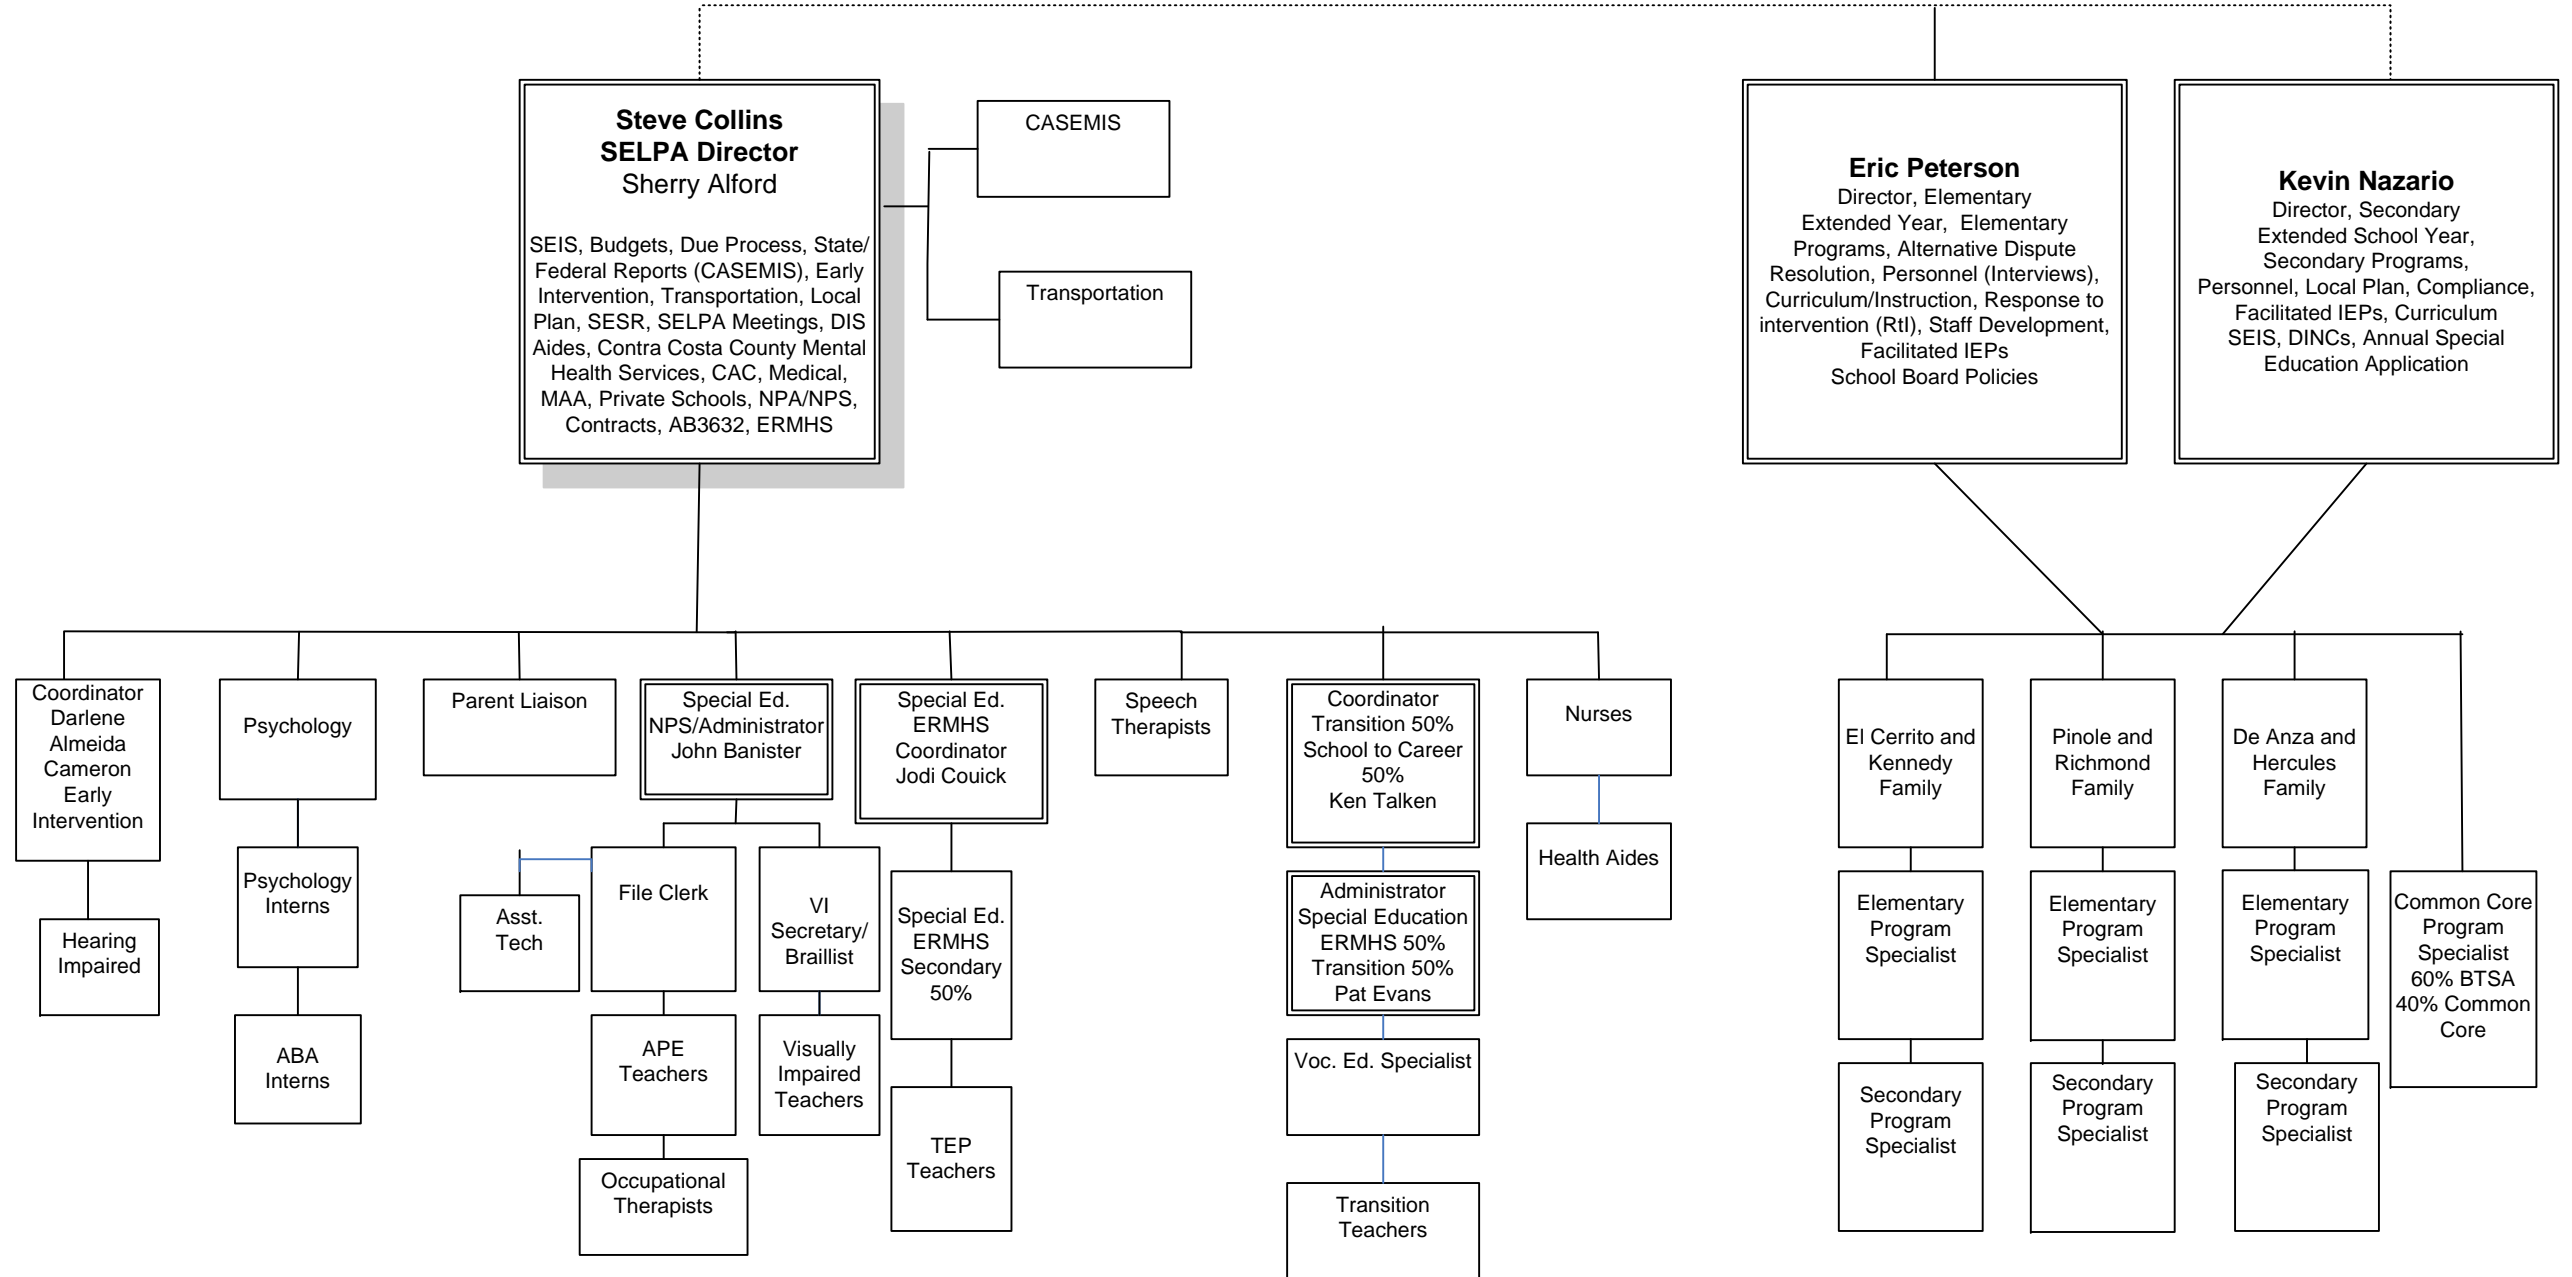 Steve Collins
SELPA Director
Sherry Alford
SEIS, Budgets, Due Process, State/
Federal Reports (CASEMIS), Early
Intervention, Transportation, Local
Plan, SESR, SELPA Meetings, DIS
Aides, Contra Costa County Mental
Health Services, CAC, Medical,
MAA, Private Schools, NPA/NPS,
Contracts, AB3632, ERMHS
CASEMIS
Transportation
Eric Peterson
Director, Elementary
Extended Year,  Elementary
Programs, Alternative Dispute
Resolution, Personnel (Interviews),
Curriculum/Instruction, Response to
intervention (RtI), Staff Development,
Facilitated IEPs
School Board Policies
Kevin Nazario
Director, Secondary
Extended School Year,
Secondary Programs,
Personnel, Local Plan, Compliance,
Facilitated IEPs, Curriculum
SEIS, DINCs, Annual Special
Education Application
Coordinator
Darlene
Almeida
Cameron
Early
Intervention
Hearing
Impaired
Psychology
Psychology
Interns
ABA
Interns
Parent Liaison
Special Ed.
NPS/Administrator
John Banister
Asst.
Tech
File Clerk
APE
Teachers
Occupational
Therapists
VI
Secretary/
Braillist
Visually
Impaired
Teachers
Special Ed.
ERMHS
Coordinator
Jodi Couick
Special Ed.
ERMHS
Secondary
50%
TEP
Teachers
Speech
Therapists
Coordinator
Transition 50%
School to Career
50%
Ken Talken
Administrator
Special Education
ERMHS 50%
Transition 50%
Pat Evans
Voc. Ed. Specialist
Transition
Teachers
Nurses
Health Aides
El Cerrito and
Kennedy
Family
Elementary
Program
Specialist
Secondary
Program
Specialist
Pinole and
Richmond
Family
Elementary
Program
Specialist
Secondary
Program
Specialist
De Anza and
Hercules
Family
Elementary
Program
Specialist
Secondary
Program
Specialist
Common Core
Program
Specialist
60% BTSA
40% Common
Core